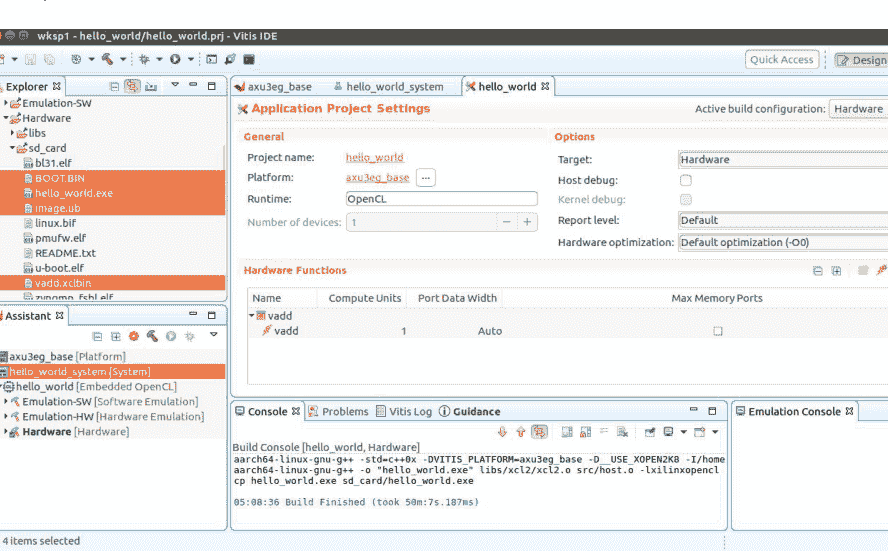 wksp1 - hello_world/hello_world.prj - Vitis IDE
Quick Access
Design
Explorer
Emulation-SW
Hardware
libs
sd_card
bl31.elf
BOOT.BIN
hello_world.exe
image.ub
linux.bif
pmufw.elf
README.txt
u-boot.elf
vadd.xclbin
zynqmp_fsbl.elf
Assistant
axu3eg_base [Platform]
hello_world_system [System]
hello_world [Embedded OpenCL]
Emulation-SW [Software Emulation]
Emulation-HW [Hardware Emulation]
Hardware [Hardware]
axu3eg_base
hello_world_system
hello_world
Application Project Settings
Active build configuration: Hardware
General
Project name: hello_world
Platform: axu3eg_base ...
Runtime: OpenCL
Number of devices: 1
Options
Target: Hardware
Host debug:
Kernel debug:
Report level: Default
Hardware optimization: Default optimization (-O0)
Hardware Functions
Name Compute Units Port Data Width Max Memory Ports
vadd
vadd 1 Auto
Console Problems Vitis Log Guidance
Build Console [hello_world, Hardware]
aarch64-linux-gnu-g++ -std=c++0x -DVITIS_PLATFORM=axu3eg_base -D__USE_XOPEN2K8 -I/home
aarch64-linux-gnu-g++ -o "hello_world.exe" libs/xcl2/xcl2.o src/host.o -lxilinxopencl
cp hello_world.exe sd_card/hello_world.exe
05:08:36 Build Finished (took 50m:7s.187ms)
Emulation Console
4 items selected